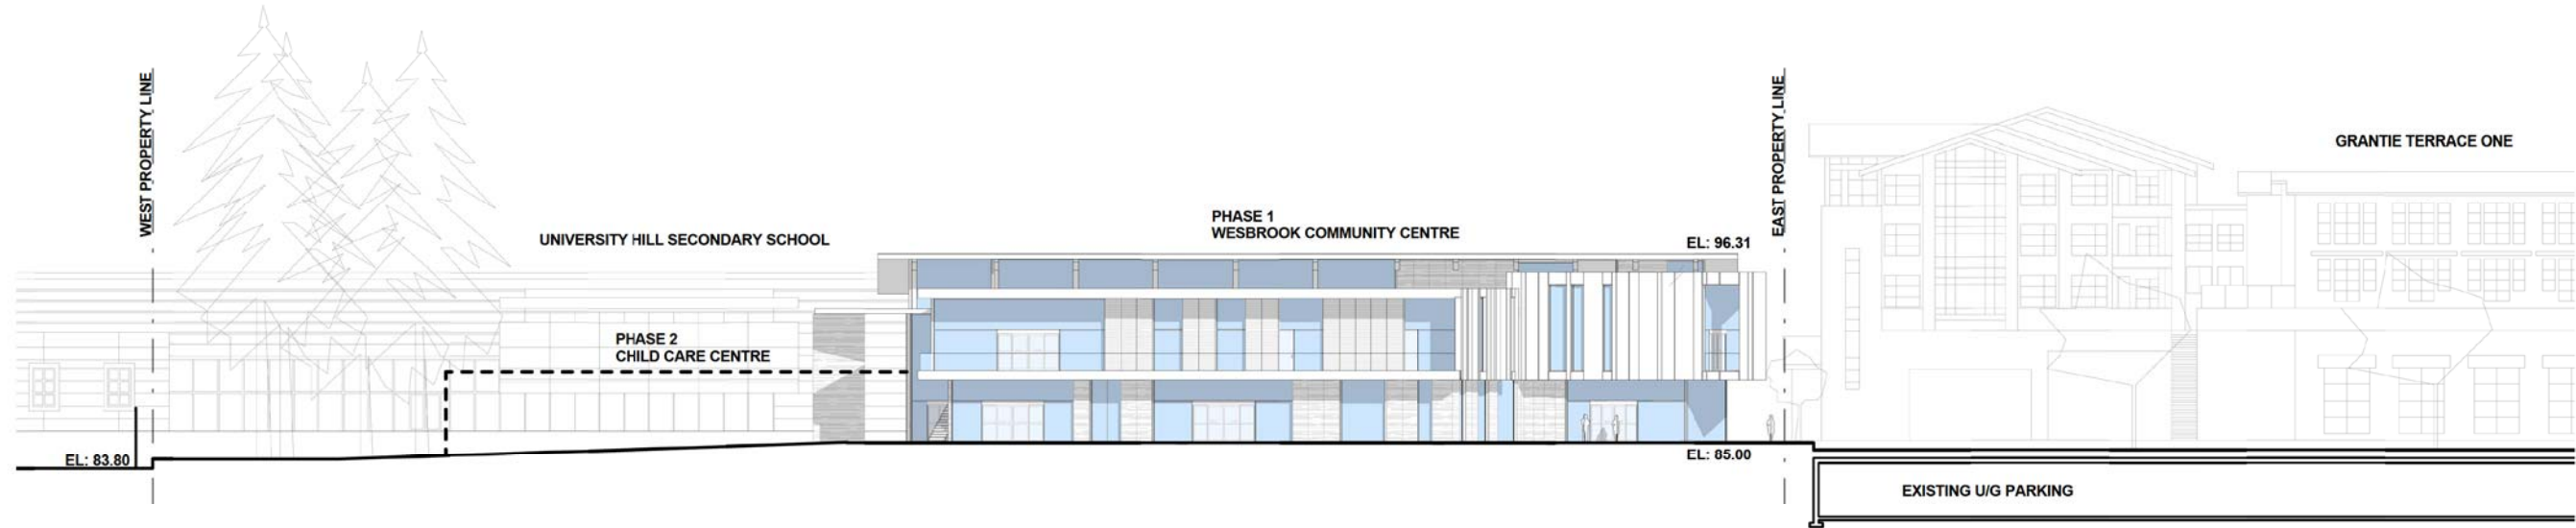 WEST PROPERTY LINE
UNIVERSITY HILL SECONDARY SCHOOL
PHASE 1
WESBROOK COMMUNITY CENTRE
EL: 96.31
EAST PROPERTY LINE
GRANTIE TERRACE ONE
PHASE 2
CHILD CARE CENTRE
EL: 83.80
EL: 85.00
EXISTING U/G PARKING